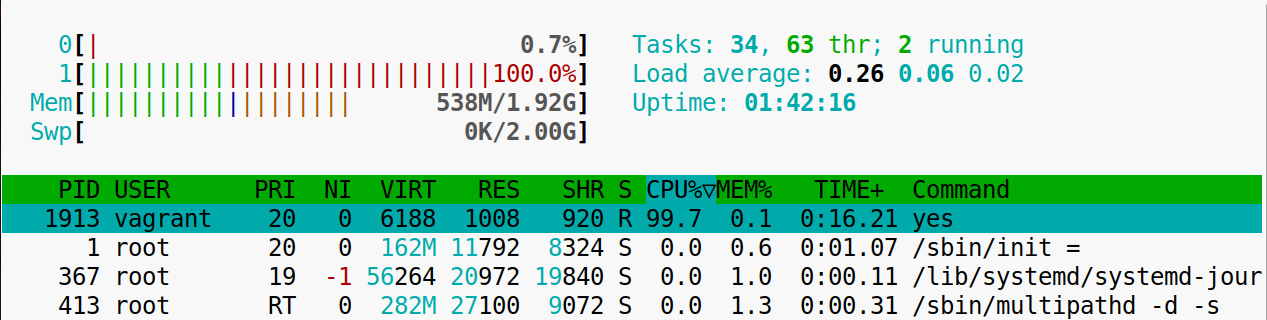 0[| 0.7%] Tasks: 34, 63 thr; 2 running
1[|||||||||||||||||||||||||||||100.0%] Load average: 0.26 0.06 0.02
Mem[||||||||||||||||||| 538M/1.92G] Uptime: 01:42:16
Swp[ 0K/2.00G]
PID USER PRI NI VIRT RES SHR S CPU%▽MEM% TIME+ Command
1913 vagrant 20 0 6188 1008 920 R 99.7 0.1 0:16.21 yes
1 root 20 0 162M 11792 8324 S 0.0 0.6 0:01.07 /sbin/init =
367 root 19 -1 56264 20972 19840 S 0.0 1.0 0:00.11 /lib/systemd/systemd-jour
413 root RT 0 282M 27100 9072 S 0.0 1.3 0:00.31 /sbin/multipathd -d -s